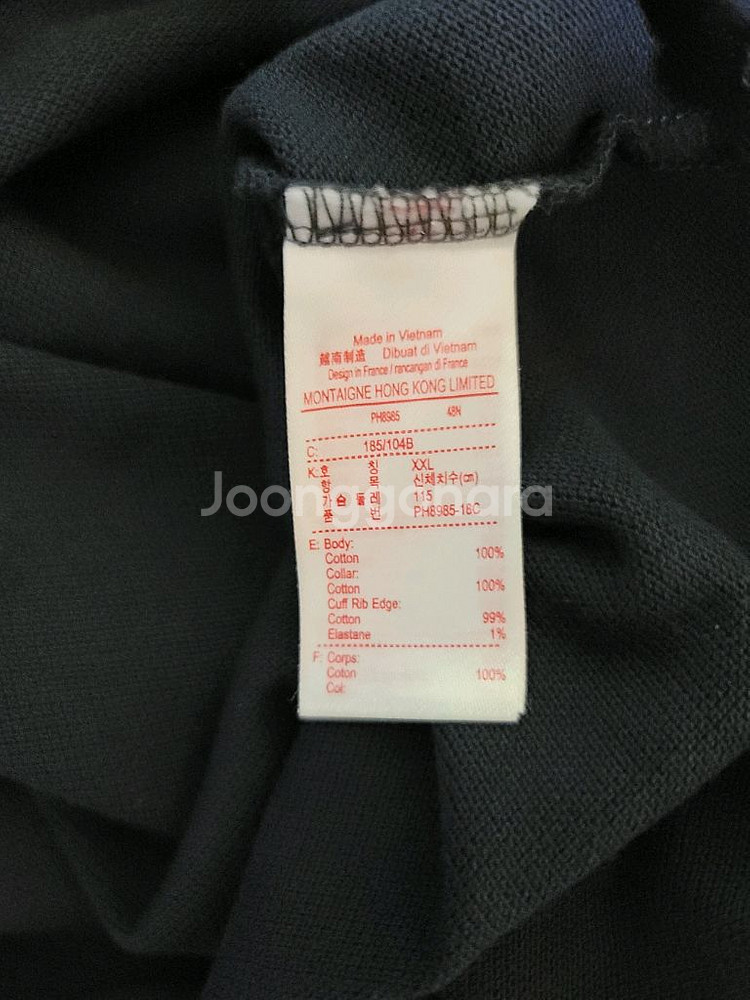 Made in Vietnam
越南制造 Dibuat di Vietnam
Design in France / rancangan di France
MONTAIGNE HONG KONG LIMITED
PH8985 48N
C: 185/104B
K: 호 칭 XXL
항 목 신체치수(㎝)
가 슴 둘 레 115
품 번 PH8985-18C
Joonggonara
E: Body:
Cotton 100%
Collar:
Cotton 100%
Cuff Rib Edge:
Cotton 99%
Elastane 1%
F: Corps:
Coton 100%
Col: